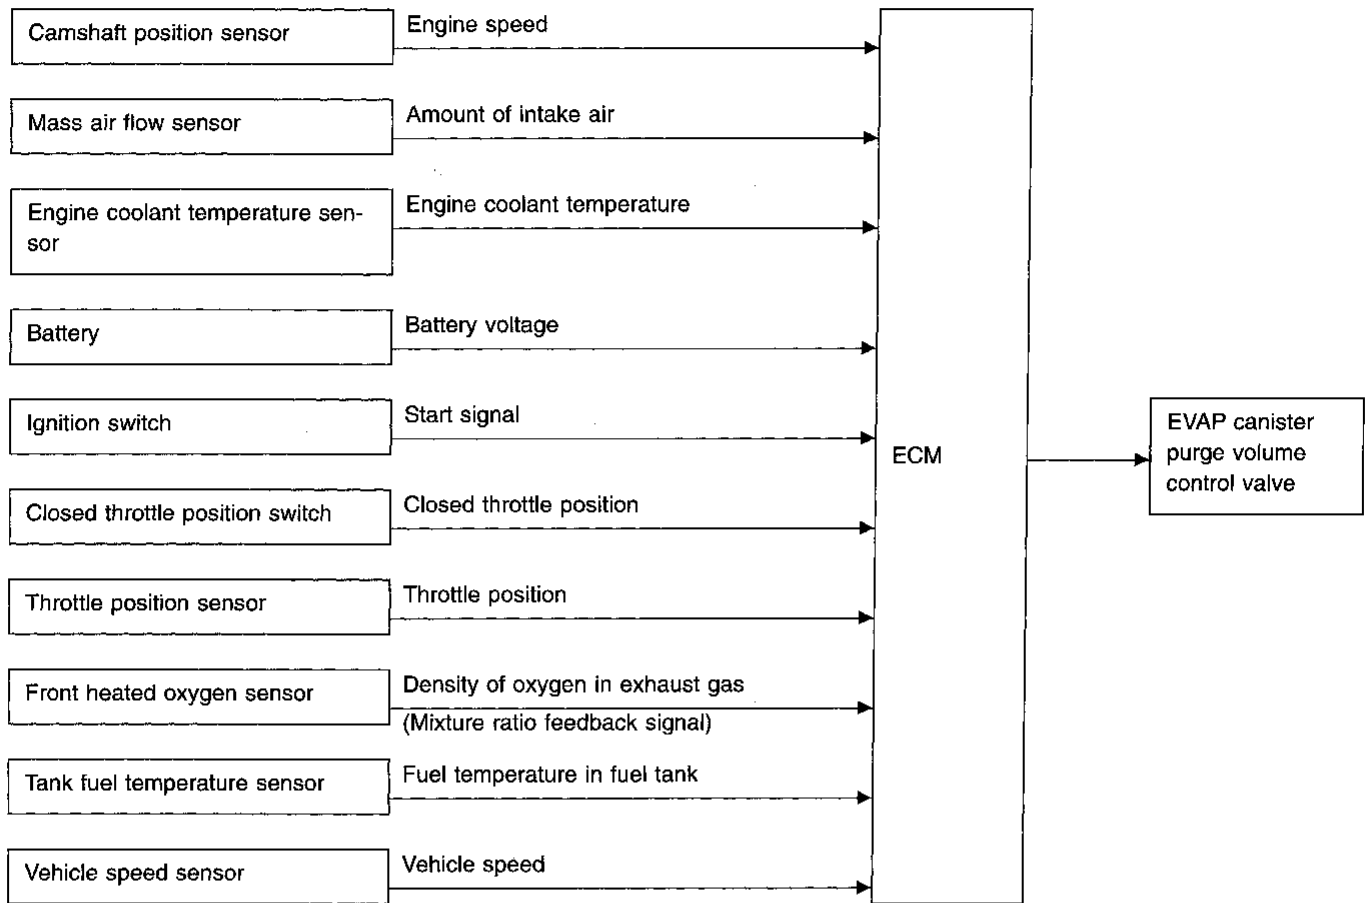 Camshaft position sensor
Engine speed
Mass air flow sensor
Amount of intake air
Engine coolant temperature sen-
sor
Engine coolant temperature
Battery
Battery voltage
Ignition switch
Start signal
Closed throttle position switch
Closed throttle position
Throttle position sensor
Throttle position
Front heated oxygen sensor
Density of oxygen in exhaust gas
(Mixture ratio feedback signal)
Tank fuel temperature sensor
Fuel temperature in fuel tank
Vehicle speed sensor
Vehicle speed
ECM
EVAP canister
purge volume
control valve